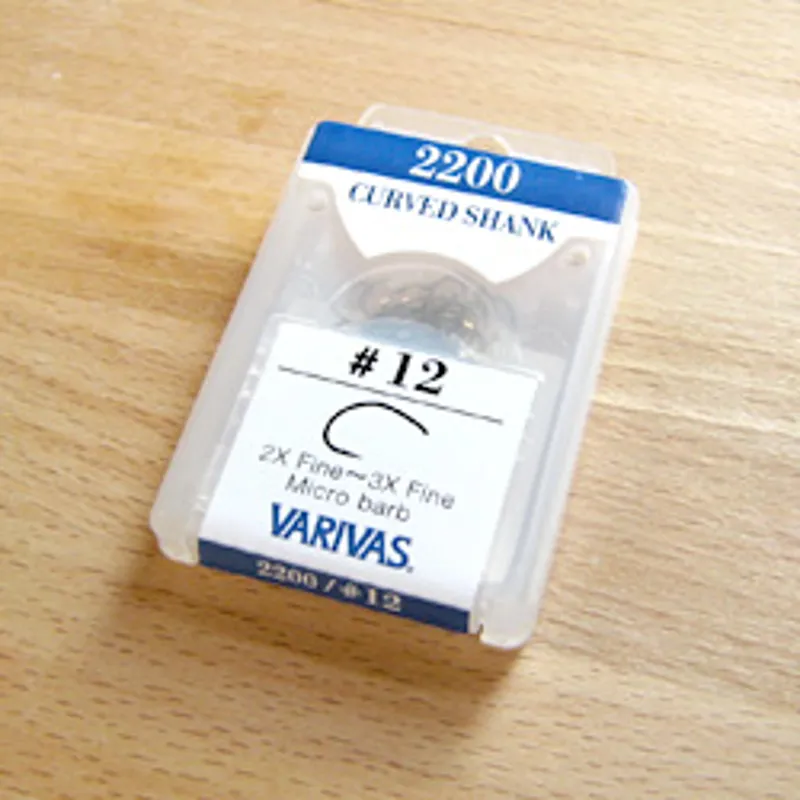 2200
CURVED SHANK
# 12
2X Fine~3X Fine
Micro barb
VARIVAS.
2200 / #12